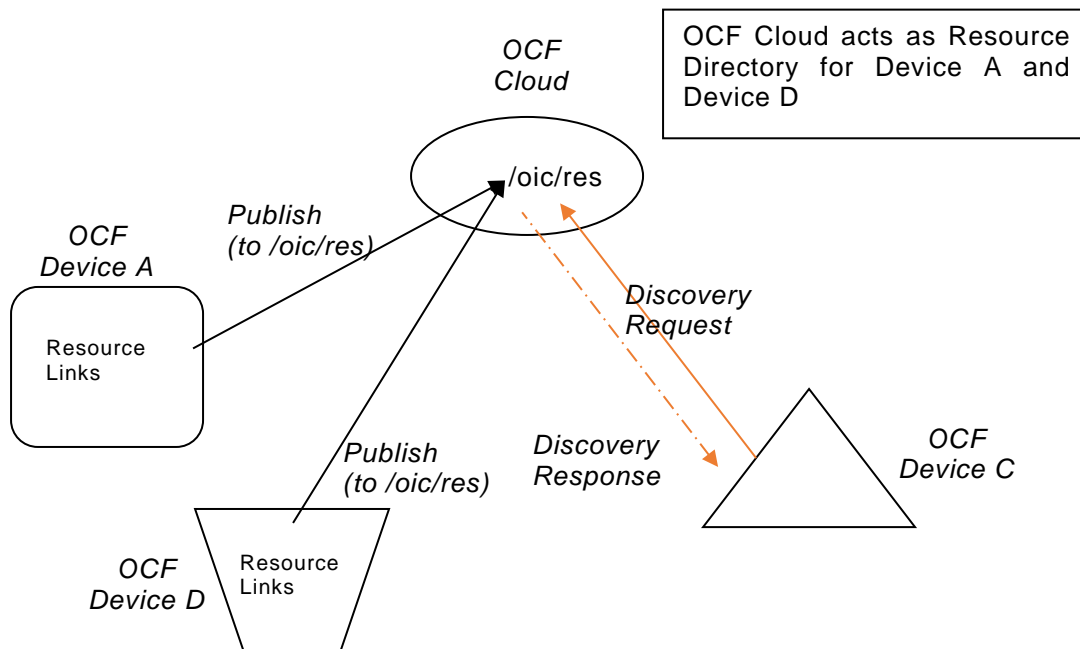 OCF
Cloud
OCF Cloud acts as Resource
Directory for Device A and
Device D
/oic/res
Publish
(to /oic/res)
OCF
Device A
Resource
Links
Discovery
Request
Publish
(to /oic/res)
Discovery
Response
OCF
Device C
OCF
Device D
Resource
Links